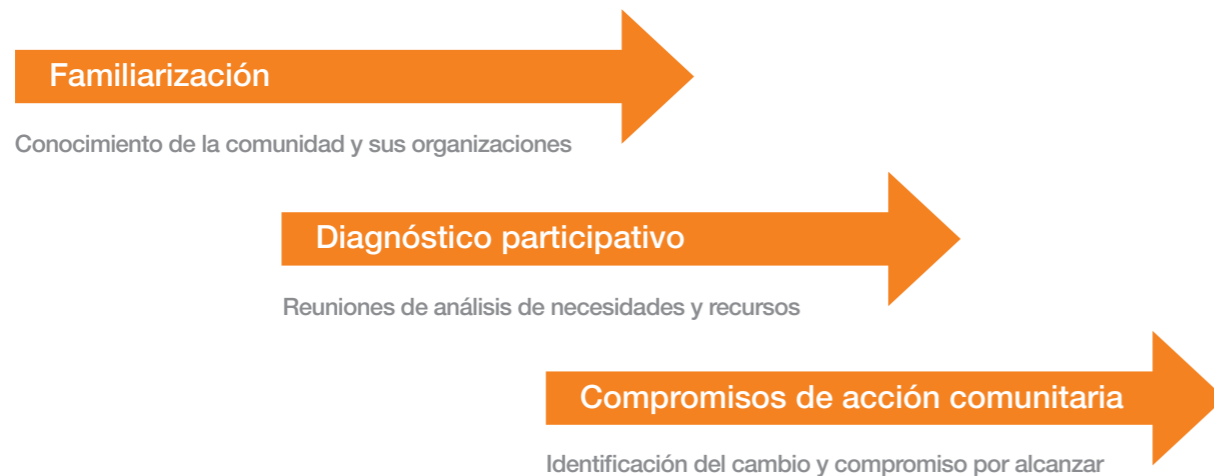 Familiarización
Conocimiento de la comunidad y sus organizaciones
Diagnóstico participativo
Reuniones de análisis de necesidades y recursos
Compromisos de acción comunitaria
Identificación del cambio y compromiso por alcanzar